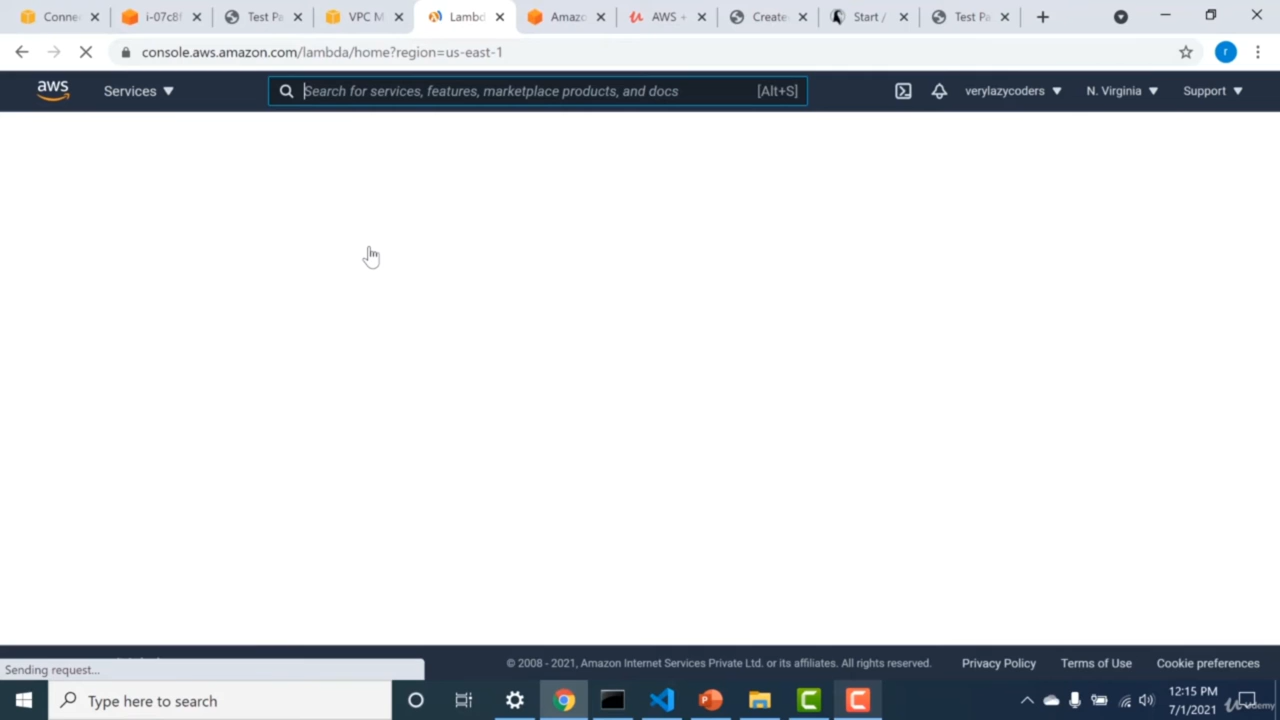 Conne
i-07c8f
Test Pa
VPC M
Lambd
Amazo
AWS +
Create
Start /
Test Pa
console.aws.amazon.com/lambda/home?region=us-east-1
r
aws
Services
Search for services, features, marketplace products, and docs
[Alt+S]
verylazycoders
N. Virginia
Support
Sending request...
© 2008 - 2021, Amazon Internet Services Private Ltd. or its affiliates. All rights reserved.
Privacy Policy
Terms of Use
Cookie preferences
Type here to search
12:15 PM
7/1/2021
Udemy